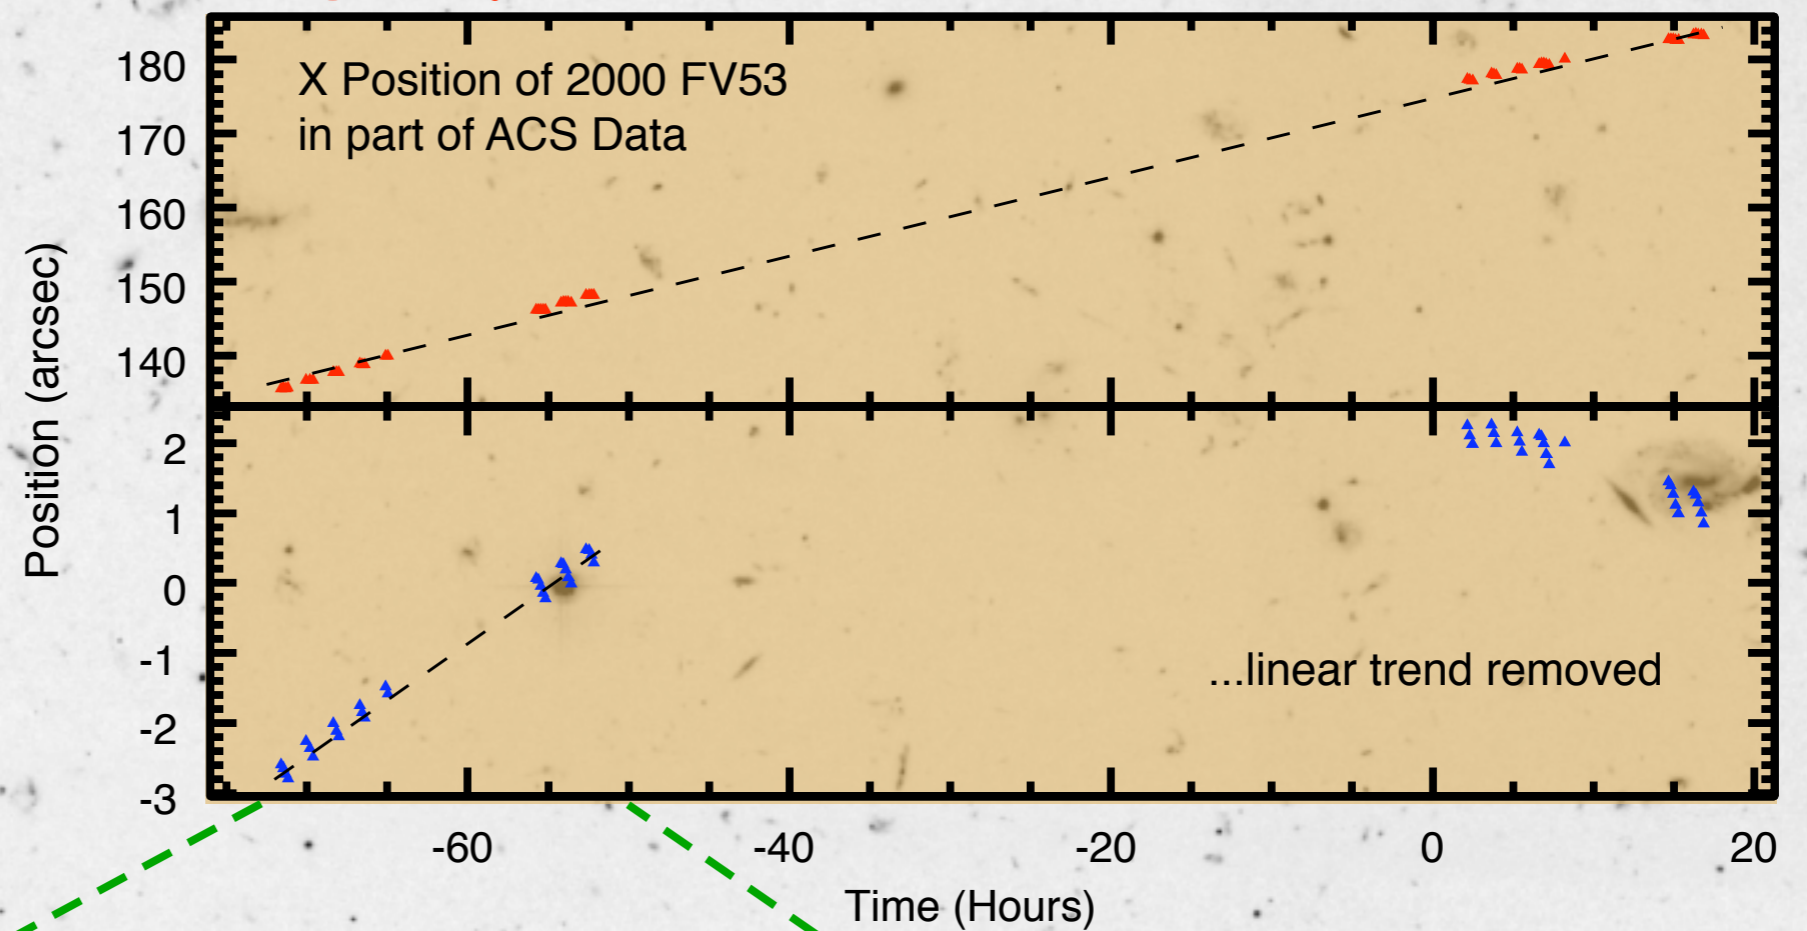 X Position of 2000 FV53
in part of ACS Data
180
170
160
150
140
Position (arcsec)
2
1
0
-1
-2
-3
...linear trend removed
-60 -40 -20 0 20
Time (Hours)